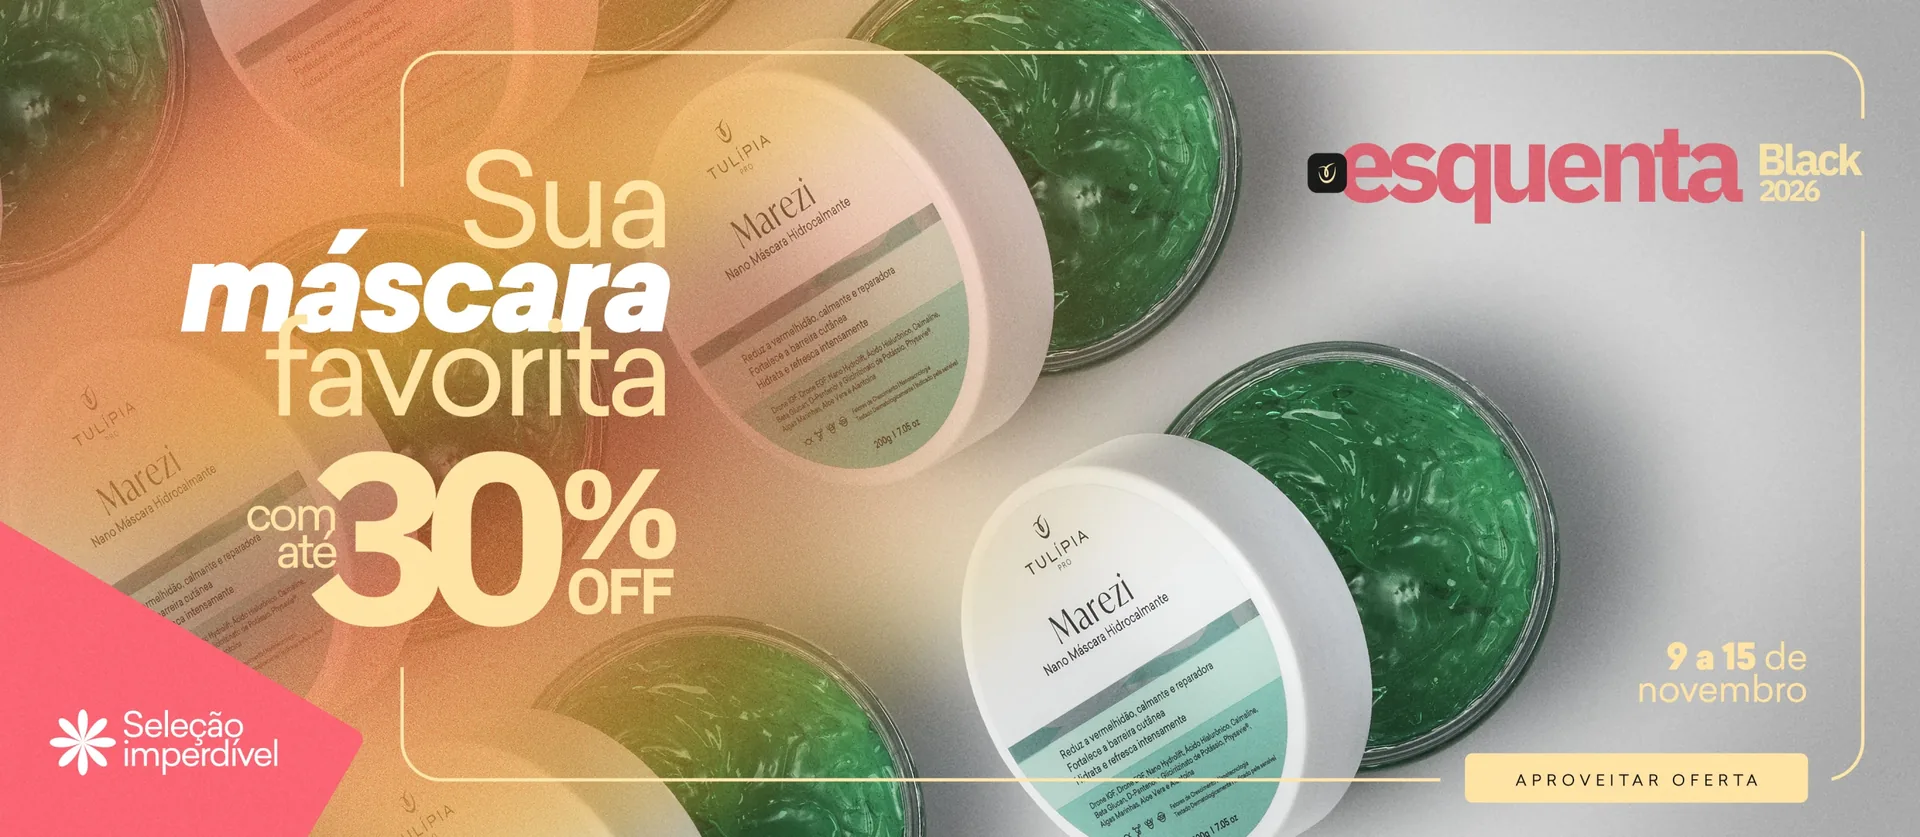 Sua
máscara
favorita
com
até
30%
OFF
Seleção
imperdível
esquenta
Black
2026
9 a 15 de
novembro
APROVEITAR OFERTA
TULÍPIA
PRO
Marezi
Nano Máscara Hidrocalmante
Reduz a vermelhidão, calmante e reparadora
Fortalece a barreira cutânea
Hidrata e refresca intensamente
200g | 7.05 oz
TULÍPIA
PRO
Marezi
Nano Máscara Hidrocalmante
Reduz a vermelhidão, calmante e reparadora
Fortalece a barreira cutânea
Hidrata e refresca intensamente
TULÍPIA
Marezi
Nano Máscara Hidrocalmante
TULÍPIA